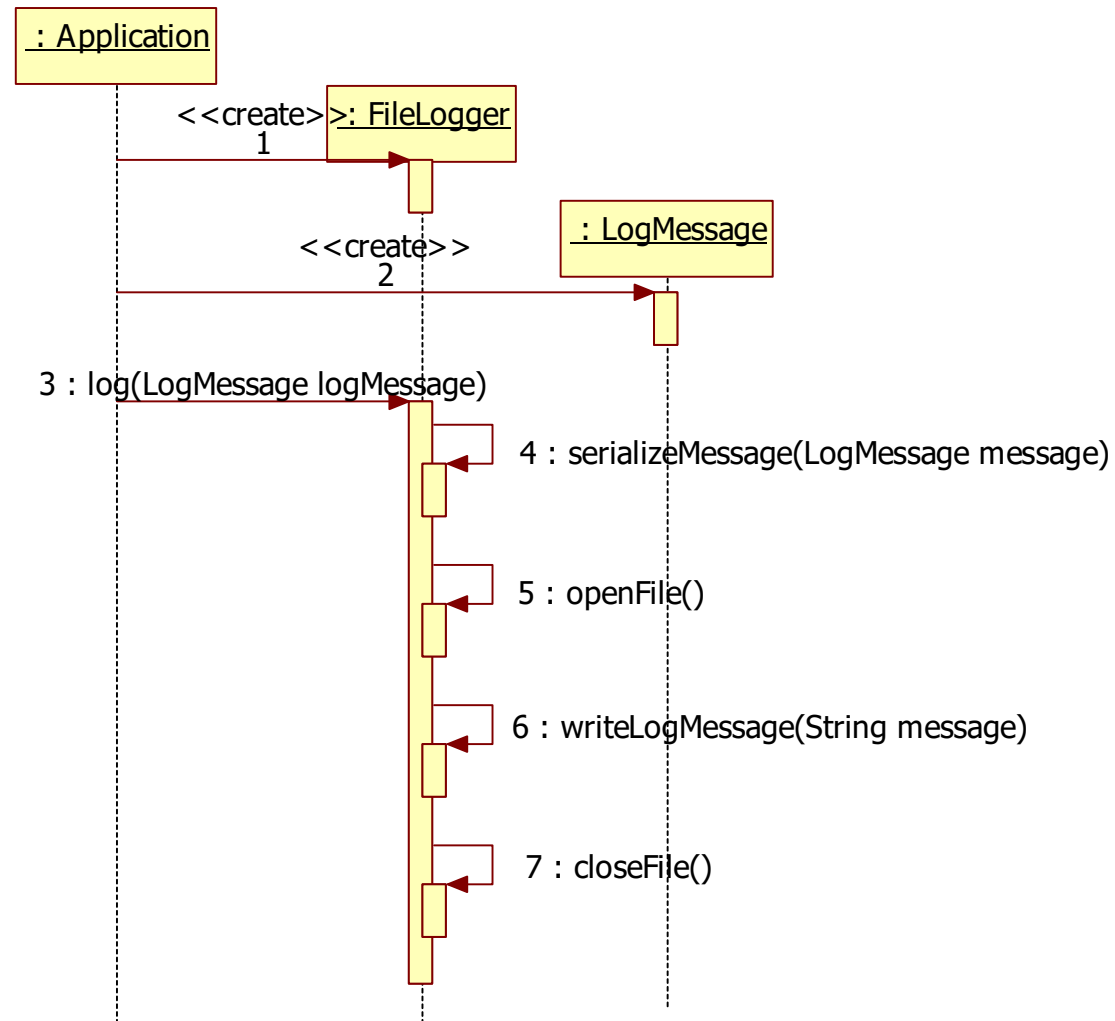 : Application
<<create>>
: FileLogger
1
: LogMessage
<<create>>
2
3 : log(LogMessage logMessage)
4 : serializeMessage(LogMessage message)
5 : openFile()
6 : writeLogMessage(String message)
7 : closeFile()